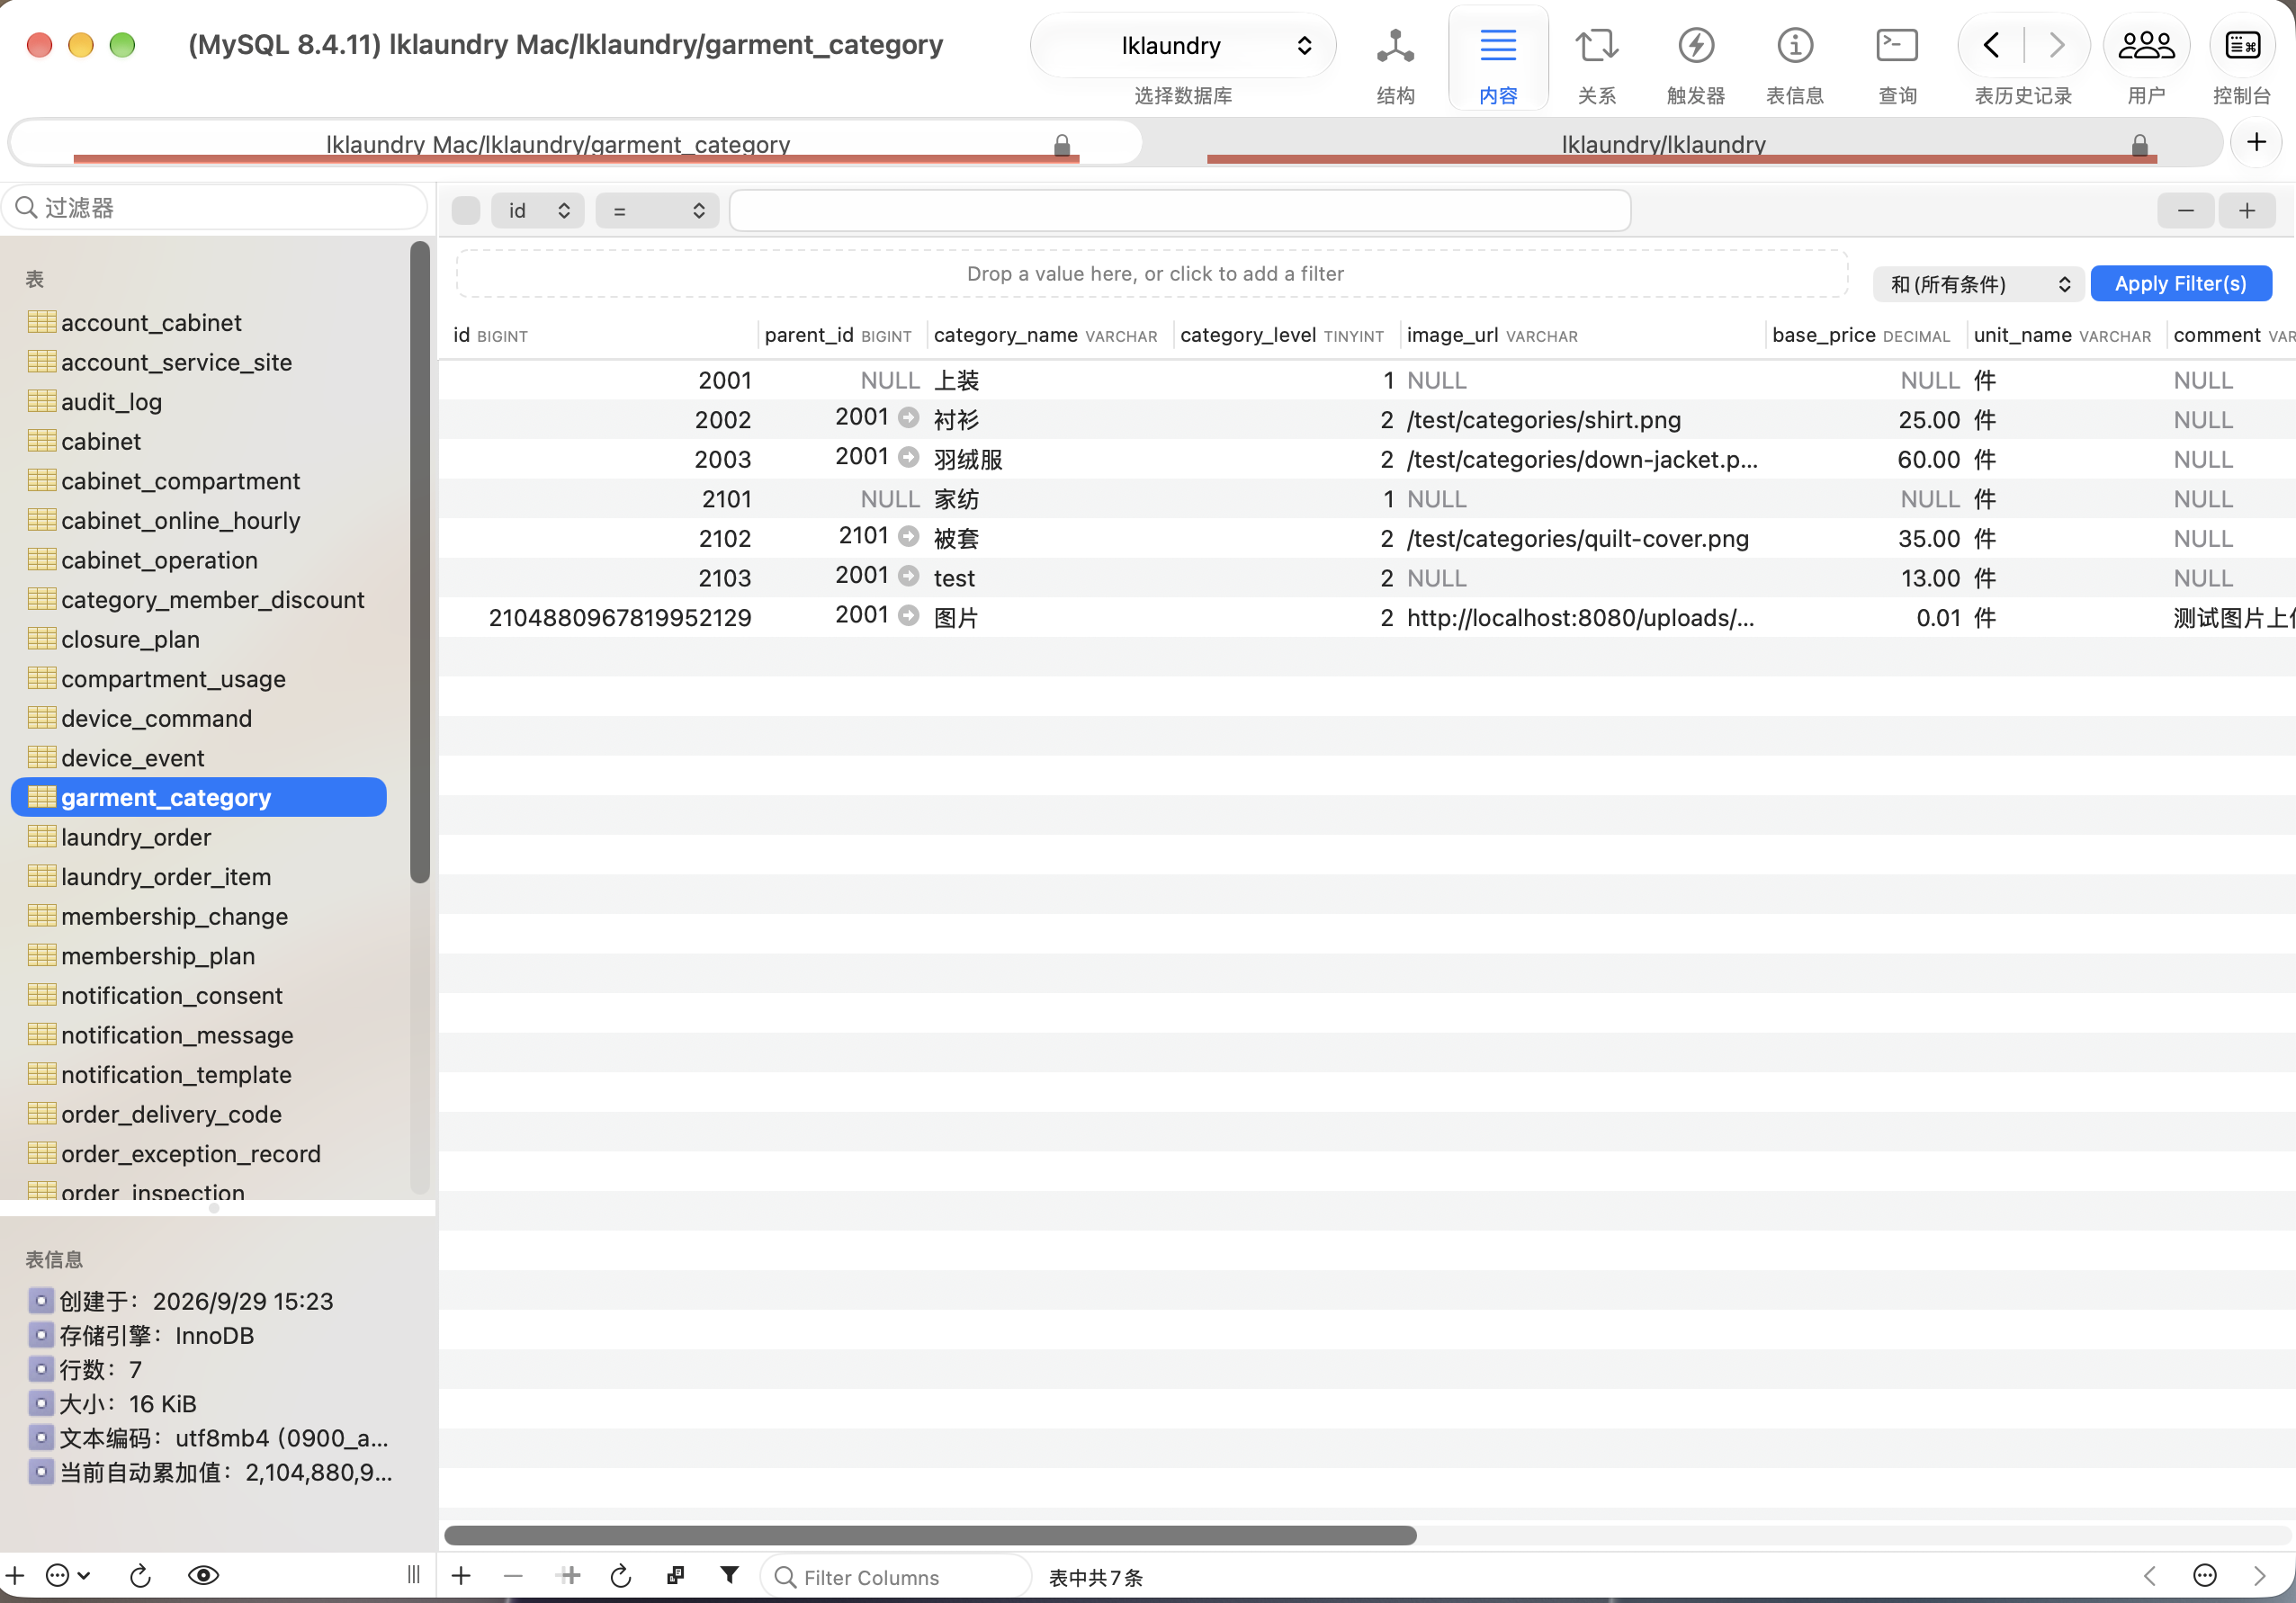 (MySQL 8.4.11) lklaundry Mac/lklaundry/garment_category
lklaundry
选择数据库
结构
内容
关系
触发器
表信息
查询
表历史记录
用户
控制台
lklaundry Mac/lklaundry/garment_category
lklaundry/lklaundry
过滤器
id
=
Drop a value here, or click to add a filter
和 (所有条件)
Apply Filter(s)
表
account_cabinet
account_service_site
audit_log
cabinet
cabinet_compartment
cabinet_online_hourly
cabinet_operation
category_member_discount
closure_plan
compartment_usage
device_command
device_event
garment_category
laundry_order
laundry_order_item
membership_change
membership_plan
notification_consent
notification_message
notification_template
order_delivery_code
order_exception_record
order_inspection
id BIGINT parent_id BIGINT category_name VARCHAR category_level TINYINT image_url VARCHAR base_price DECIMAL unit_name VARCHAR comment VAR
2001 NULL 上装 1 NULL NULL 件 NULL
2002 2001 衬衫 2 /test/categories/shirt.png 25.00 件 NULL
2003 2001 羽绒服 2 /test/categories/down-jacket.p... 60.00 件 NULL
2101 NULL 家纺 1 NULL NULL 件 NULL
2102 2101 被套 2 /test/categories/quilt-cover.png 35.00 件 NULL
2103 2001 test 2 NULL 13.00 件 NULL
2104880967819952129 2001 图片 2 http://localhost:8080/uploads/... 0.01 件 测试图片上
表信息
创建于：2026/9/29 15:23
存储引擎：InnoDB
行数：7
大小：16 KiB
文本编码：utf8mb4 (0900_a...
当前自动累加值：2,104,880,9...
Filter Columns
表中共 7 条